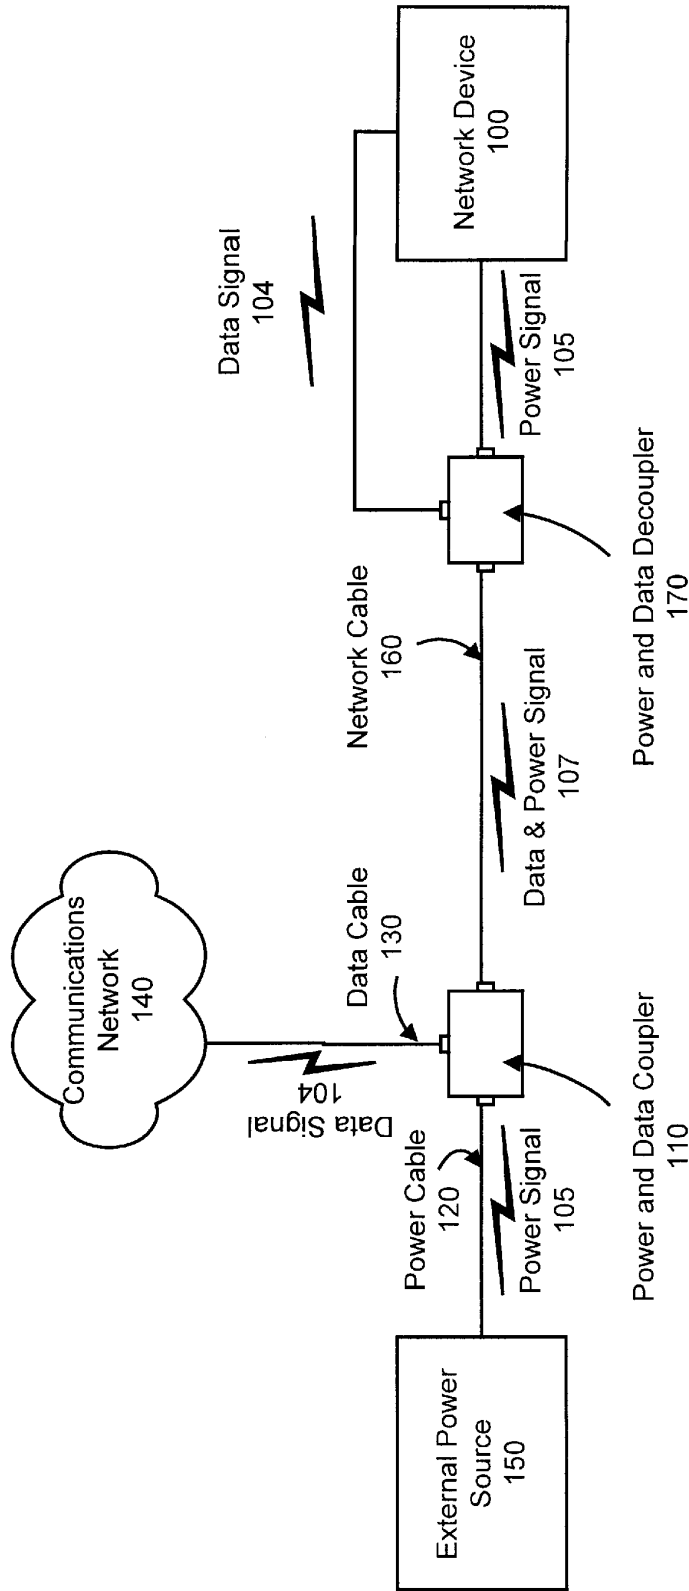 Communications
Network
140
Data Signal
104
Data Signal
104
Data Cable
130
Network Cable
160
Network Device
100
External Power
Source
150
Power Cable
120
Power Signal
105
Data & Power Signal
107
Power Signal
105
Power and Data Coupler
110
Power and Data Decoupler
170